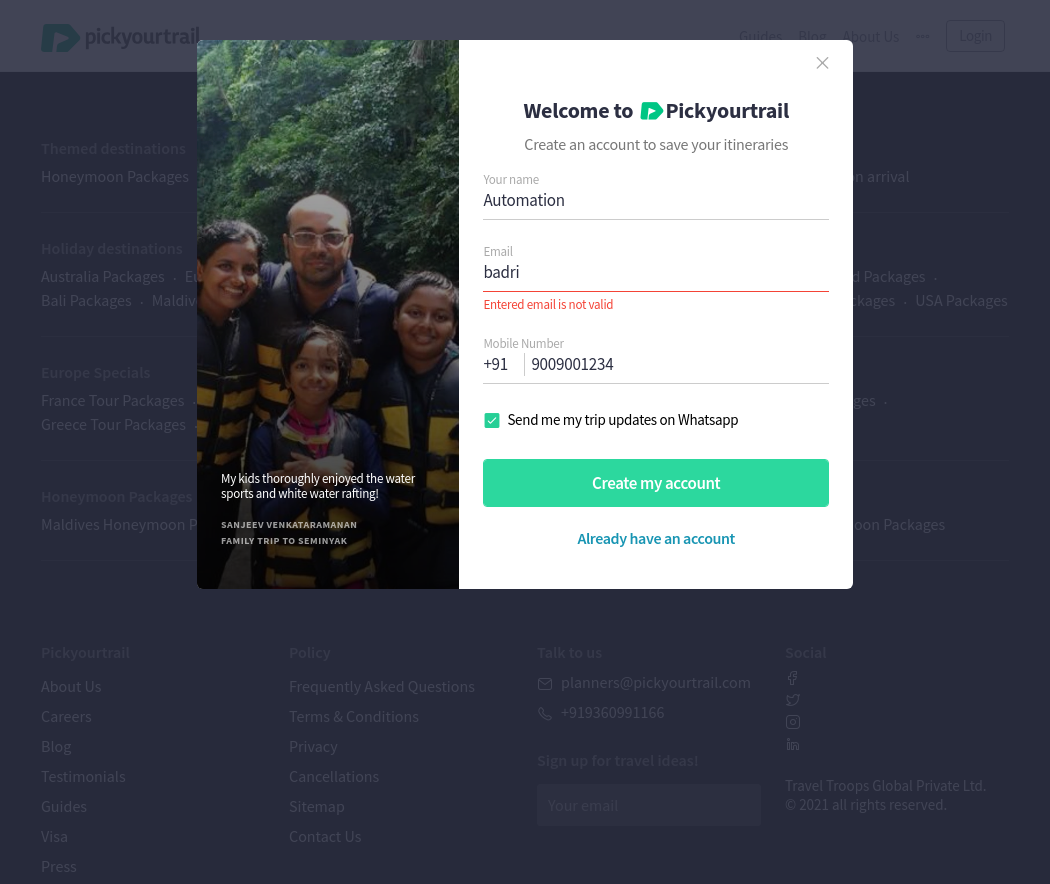 pickyourtrail
Guides Blog About Us ••• Login
Welcome to Pickyourtrail
Create an account to save your itineraries
Your name
Automation
Email
badri
Entered email is not valid
Mobile Number
+91 9009001234
Send me my trip updates on Whatsapp
Create my account
Already have an account
My kids thoroughly enjoyed the water
sports and white water rafting!
SANJEEV VENKATARAMANAN
FAMILY TRIP TO SEMINYAK
Themed destinations
Honeymoon Packages
arrival
Holiday destinations
Australia Packages ·
Packages ·
Bali Packages ·
· USA Packages
Europe Specials
France Tour Packages ·
Greece Tour Packages ·
Honeymoon Packages
Maldives Honeymoon
Packages
Pickyourtrail
About Us
Careers
Blog
Testimonials
Guides
Visa
Press
Policy
Frequently Asked Questions
Terms & Conditions
Privacy
Cancellations
Sitemap
Contact Us
Talk to us
planners@pickyourtrail.com
+919360991166
Sign up for travel ideas!
Your email
Social
Travel Troops Global Private Ltd.
© 2021 all rights reserved.